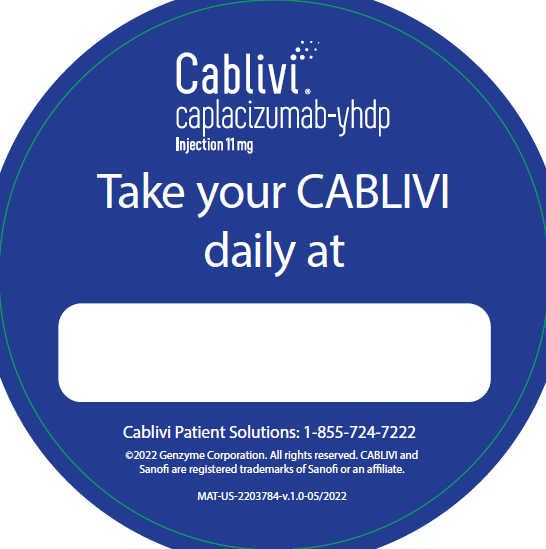 Cablivi®
caplacizumab-yhdp
Injection 11 mg
Take your CABLIVI
daily at
Cablivi Patient Solutions: 1-855-724-7222
©2022 Genzyme Corporation. All rights reserved. CABLIVI and
Sanofi are registered trademarks of Sanofi or an affiliate.
MAT-US-2203784-v.1.0-05/2022